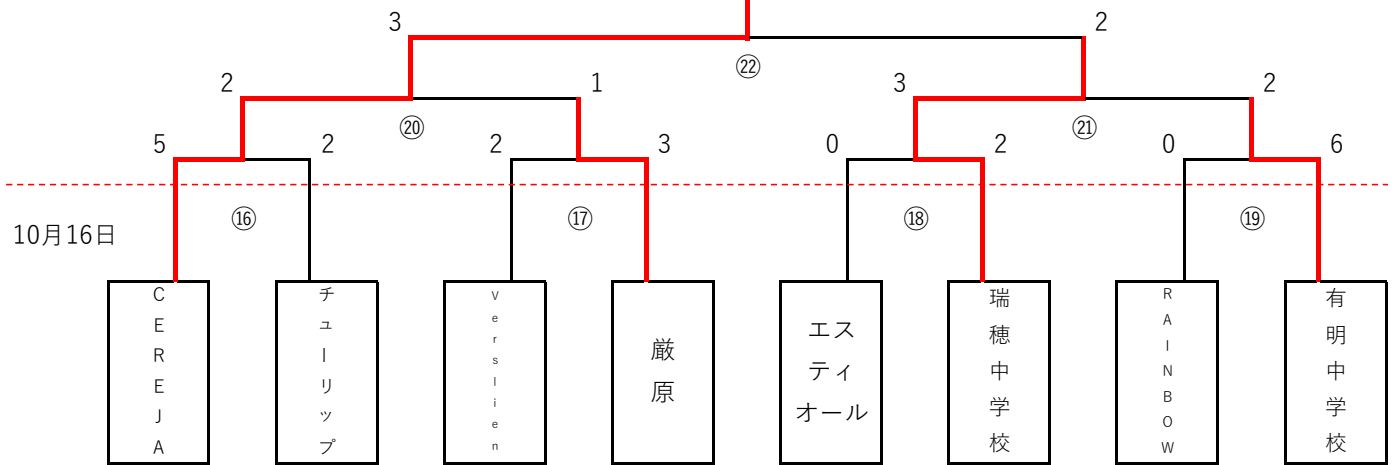 3
2
㉒
2
1
3
2
⑳
㉑
5
2
2
3
0
2
0
6
10月16日
⑯
⑰
⑱
⑲
CEREJA
チューリップ
Verslien
厳原
エス
ティ
オール
瑞穂中学校
RAINBOW
有明中学校